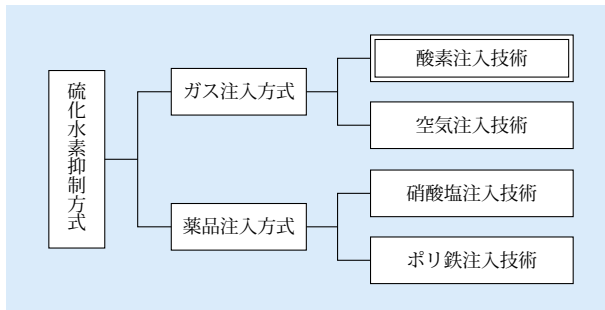 硫化水素抑制方式
ガス注入方式
酸素注入技術
空気注入技術
薬品注入方式
硝酸塩注入技術
ポリ鉄注入技術